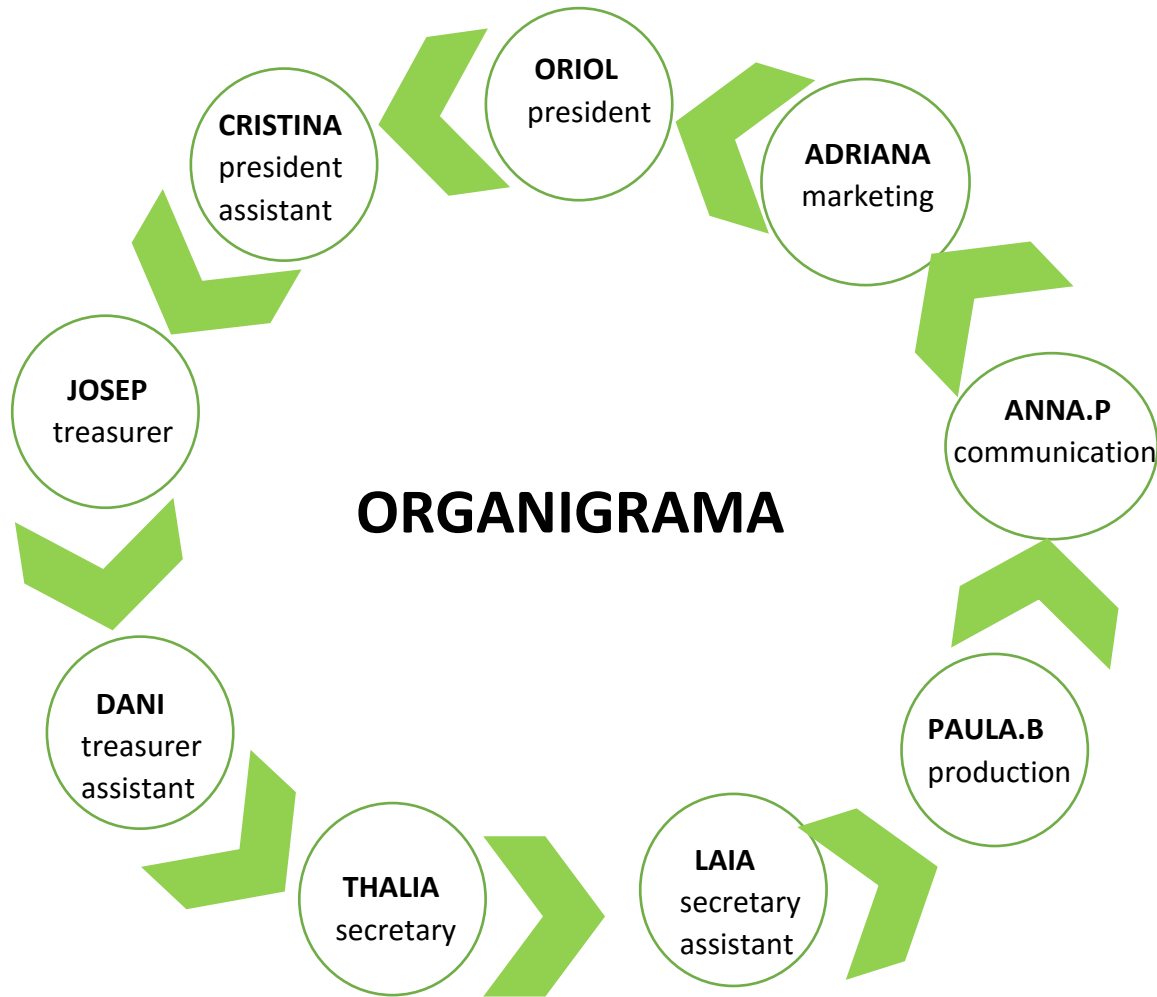 ORIOL
president
CRISTINA
president
assistant
ADRIANA
marketing
JOSEP
treasurer
ANNA.P
communication
ORGANIGRAMA
DANI
treasurer
assistant
PAULA.B
production
THALIA
secretary
LAIA
secretary
assistant